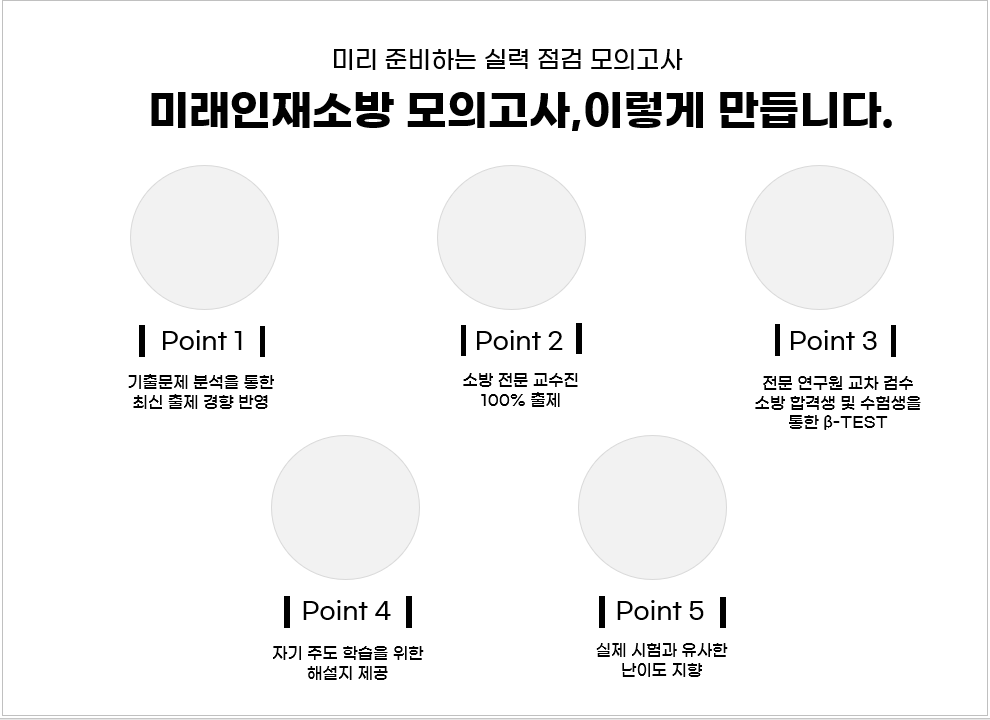 미리 준비하는 실력 점검 모의고사
미래인재소방 모의고사,이렇게 만듭니다.
Point 1
기출문제 분석을 통한
최신 출제 경향 반영
Point 2
소방 전문 교수진
100% 출제
Point 3
전문 연구원 교차 검수
소방 합격생 및 수험생을
통한 β-TEST
Point 4
자기 주도 학습을 위한
해설지 제공
Point 5
실제 시험과 유사한
난이도 지향